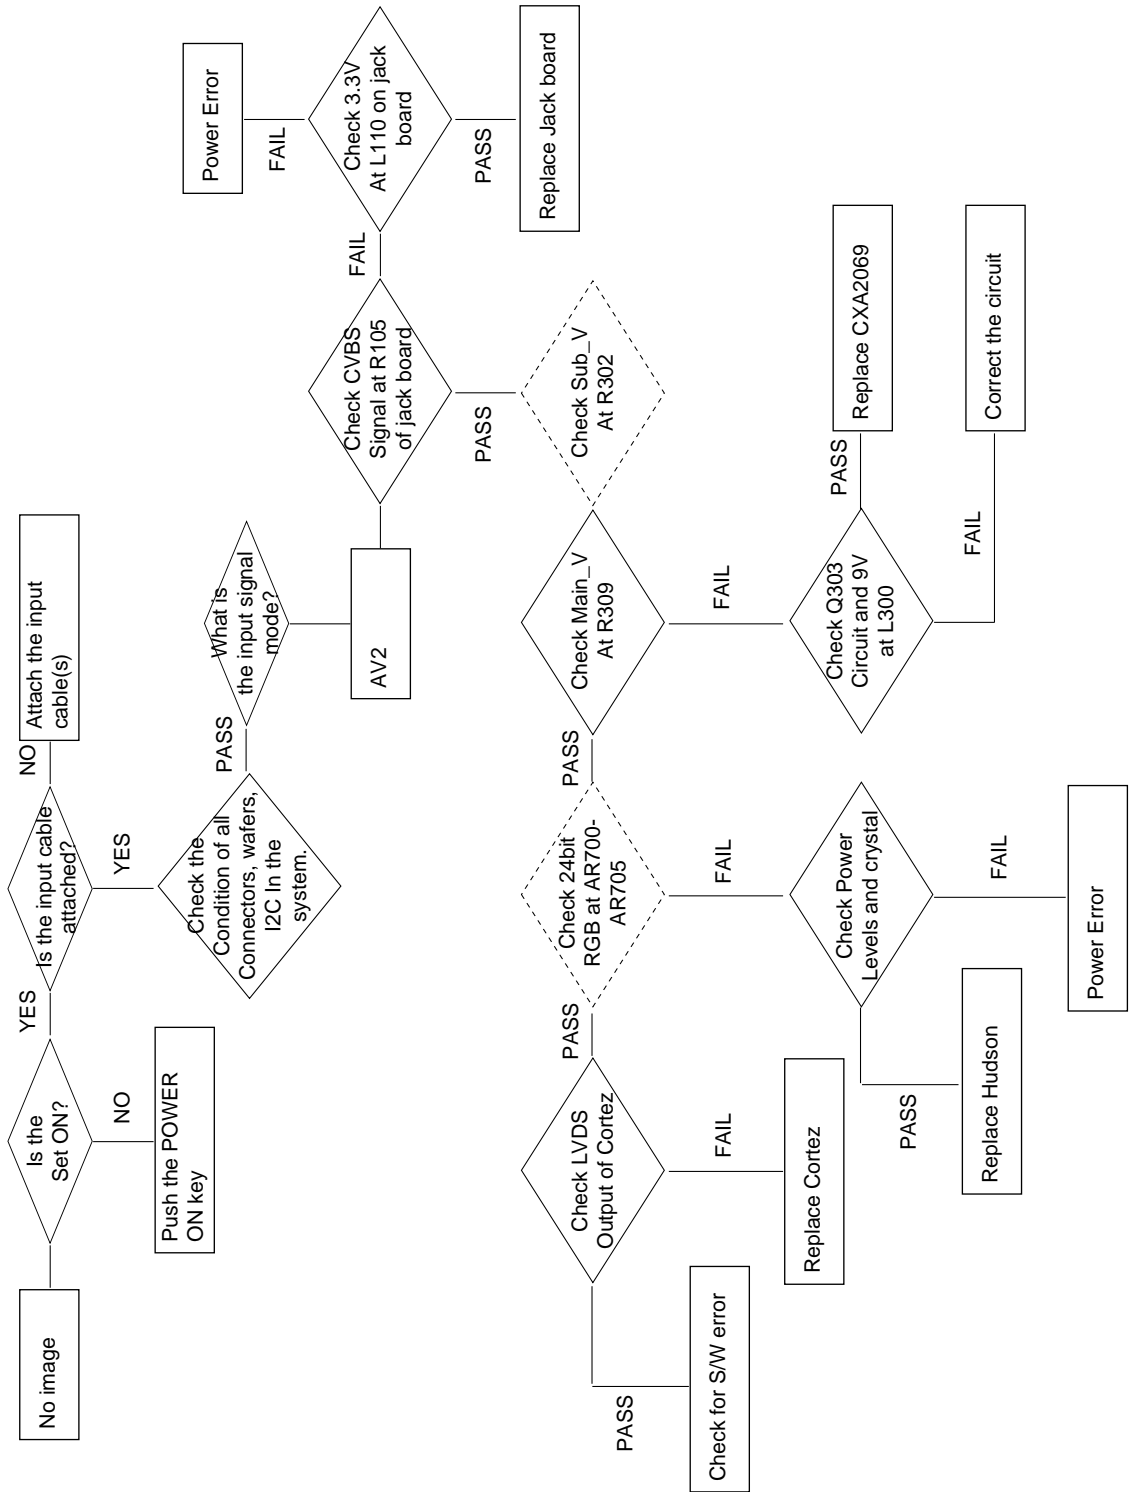 No image
Is the
Set ON?
NO
Push the POWER
ON key
YES
Is the input cable
attached?
NO
Attach the input
cable(s)
YES
Check the
Condition of all
Connectors, wafers,
I2C In the
system.
PASS
What is
the input signal
mode?
AV2
Check CVBS
Signal at R105
of jack board
FAIL
Check 3.3V
At L110 on jack
board
FAIL
Power Error
PASS
Replace Jack board
PASS
Check Sub_V
At R302
Check Main_V
At R309
FAIL
Check Q303
Circuit and 9V
at L300
PASS
Replace CXA2069
FAIL
Correct the circuit
PASS
Check 24bit
RGB at AR700-
AR705
FAIL
Check Power
Levels and crystal
FAIL
Power Error
PASS
Replace Hudson
PASS
Check LVDS
Output of Cortez
FAIL
Replace Cortez
PASS
Check for S/W error